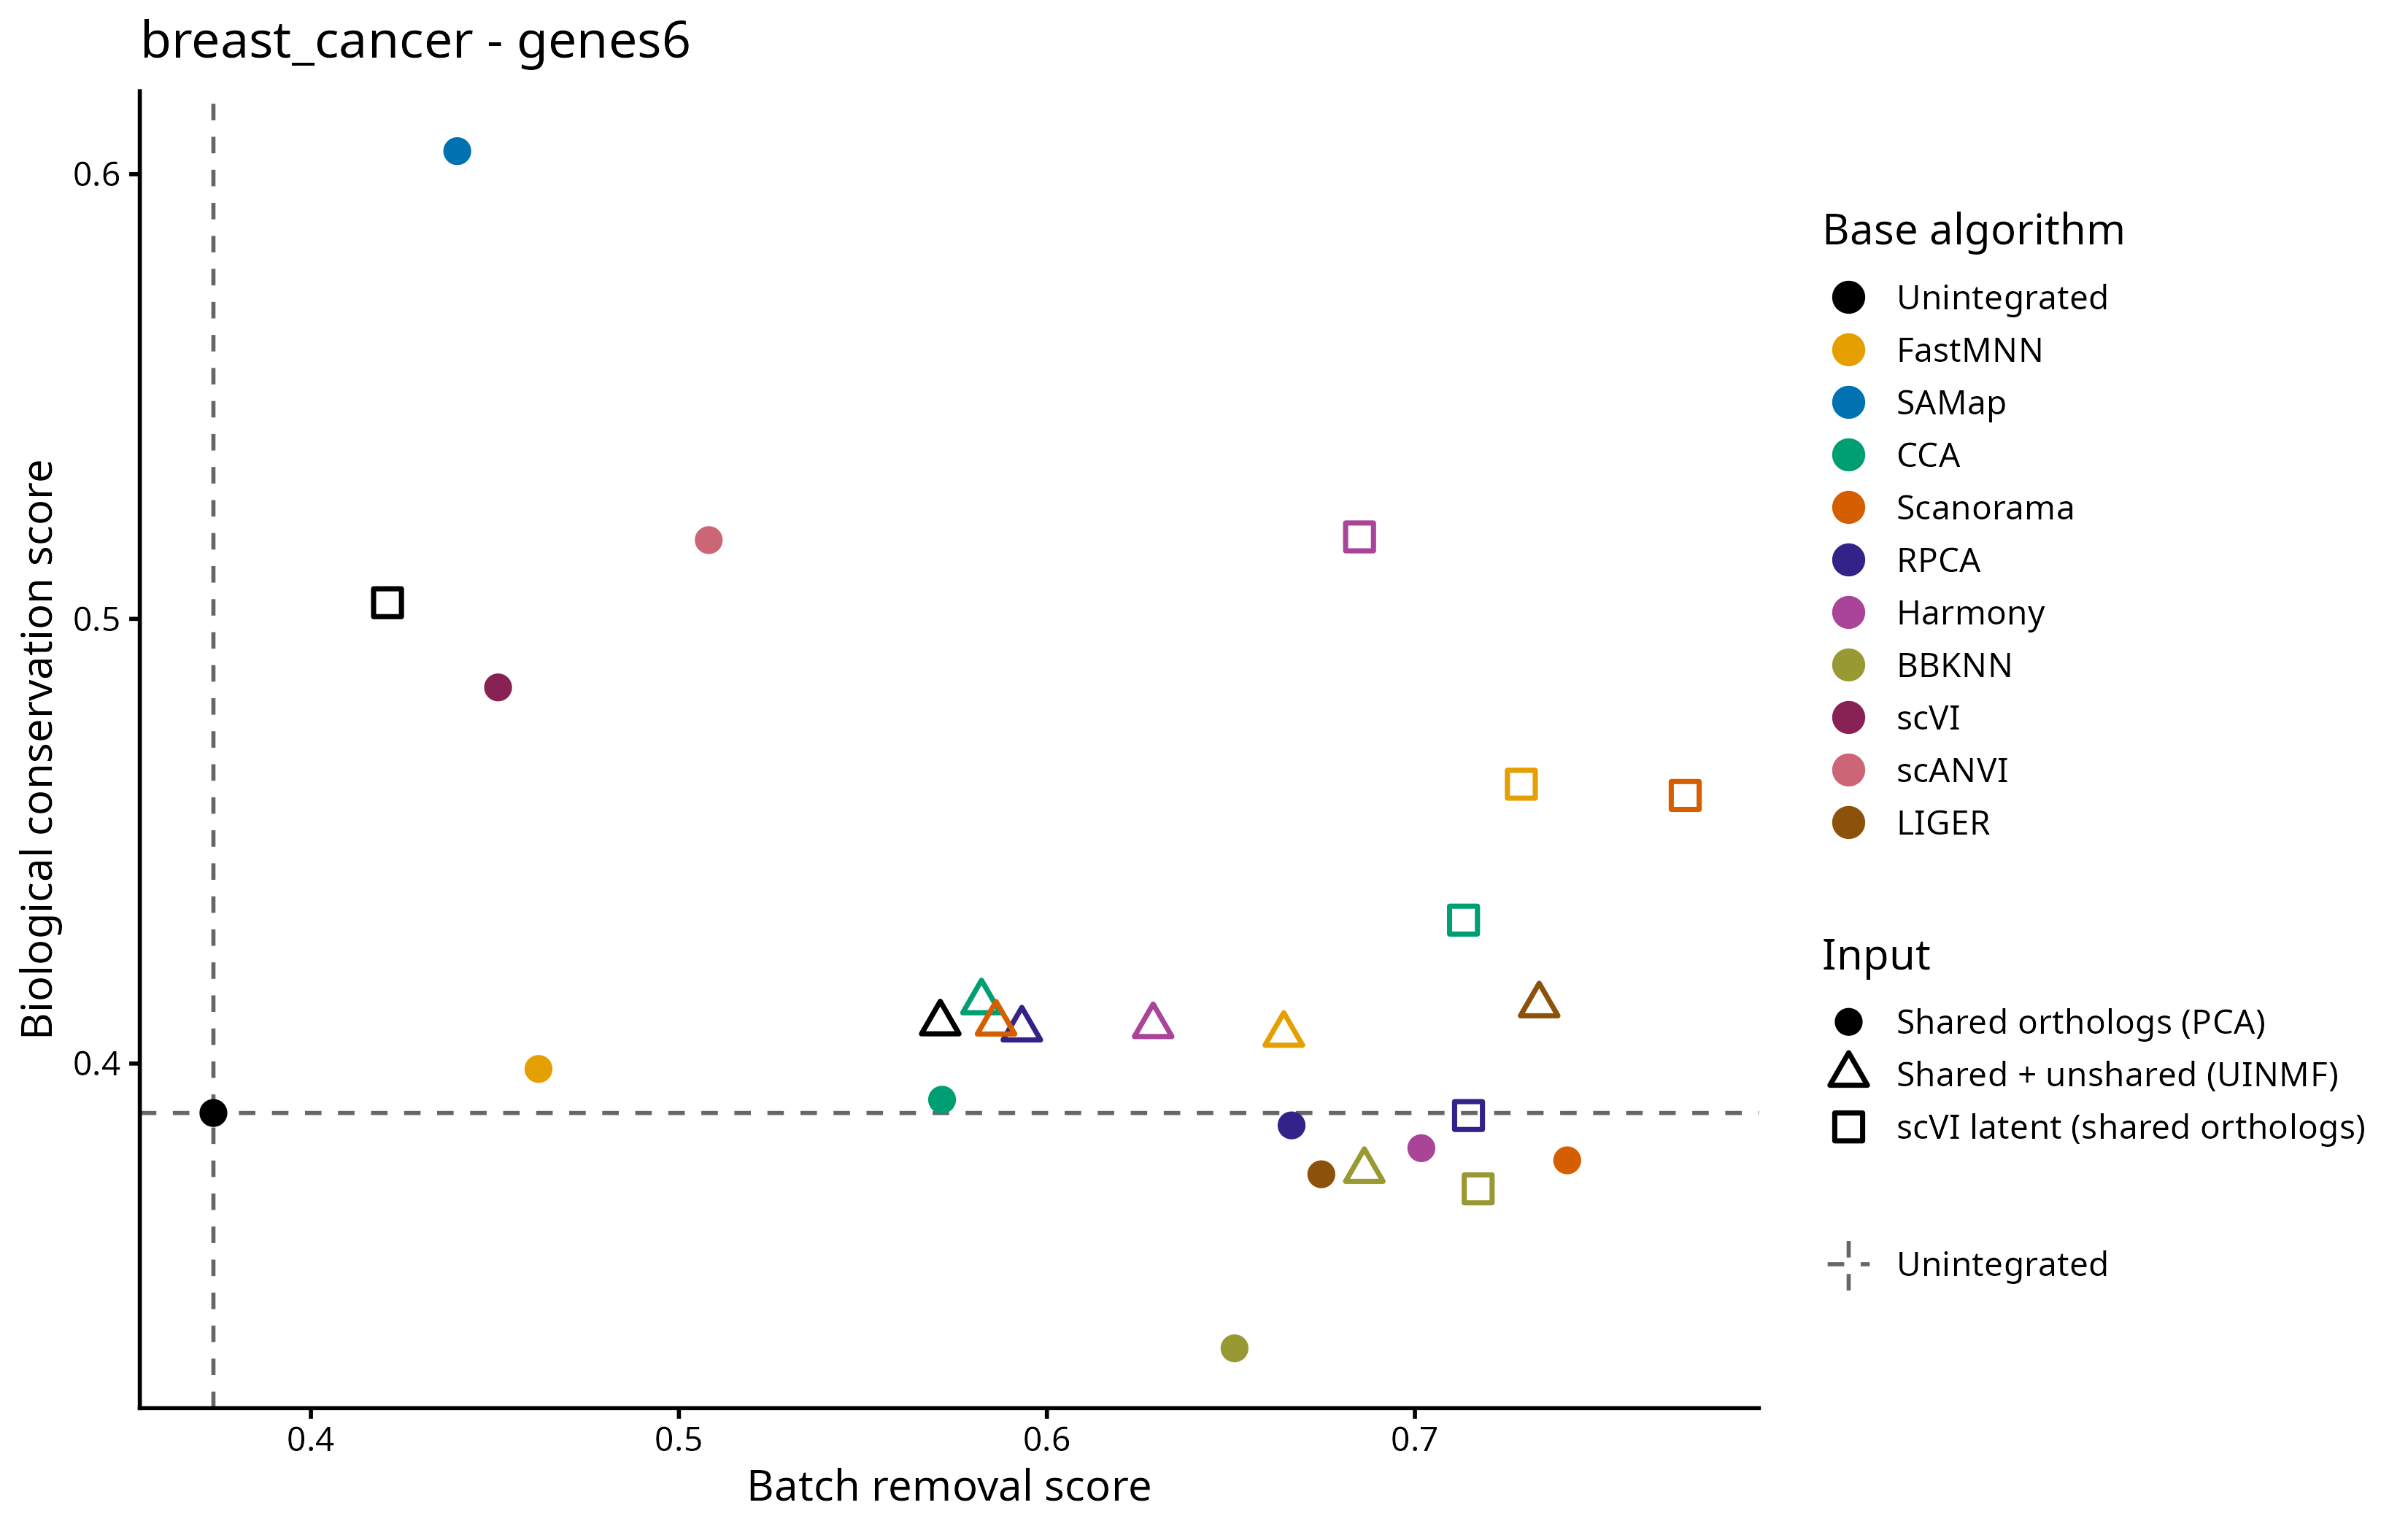 breast_cancer - genes6
Biological conservation score
0.6
0.5
0.4
0.4
0.5
0.6
0.7
Batch removal score
Base algorithm
Unintegrated
FastMNN
SAMap
CCA
Scanorama
RPCA
Harmony
BBKNN
scVI
scANVI
LIGER
Input
Shared orthologs (PCA)
Shared + unshared (UINMF)
scVI latent (shared orthologs)
Unintegrated